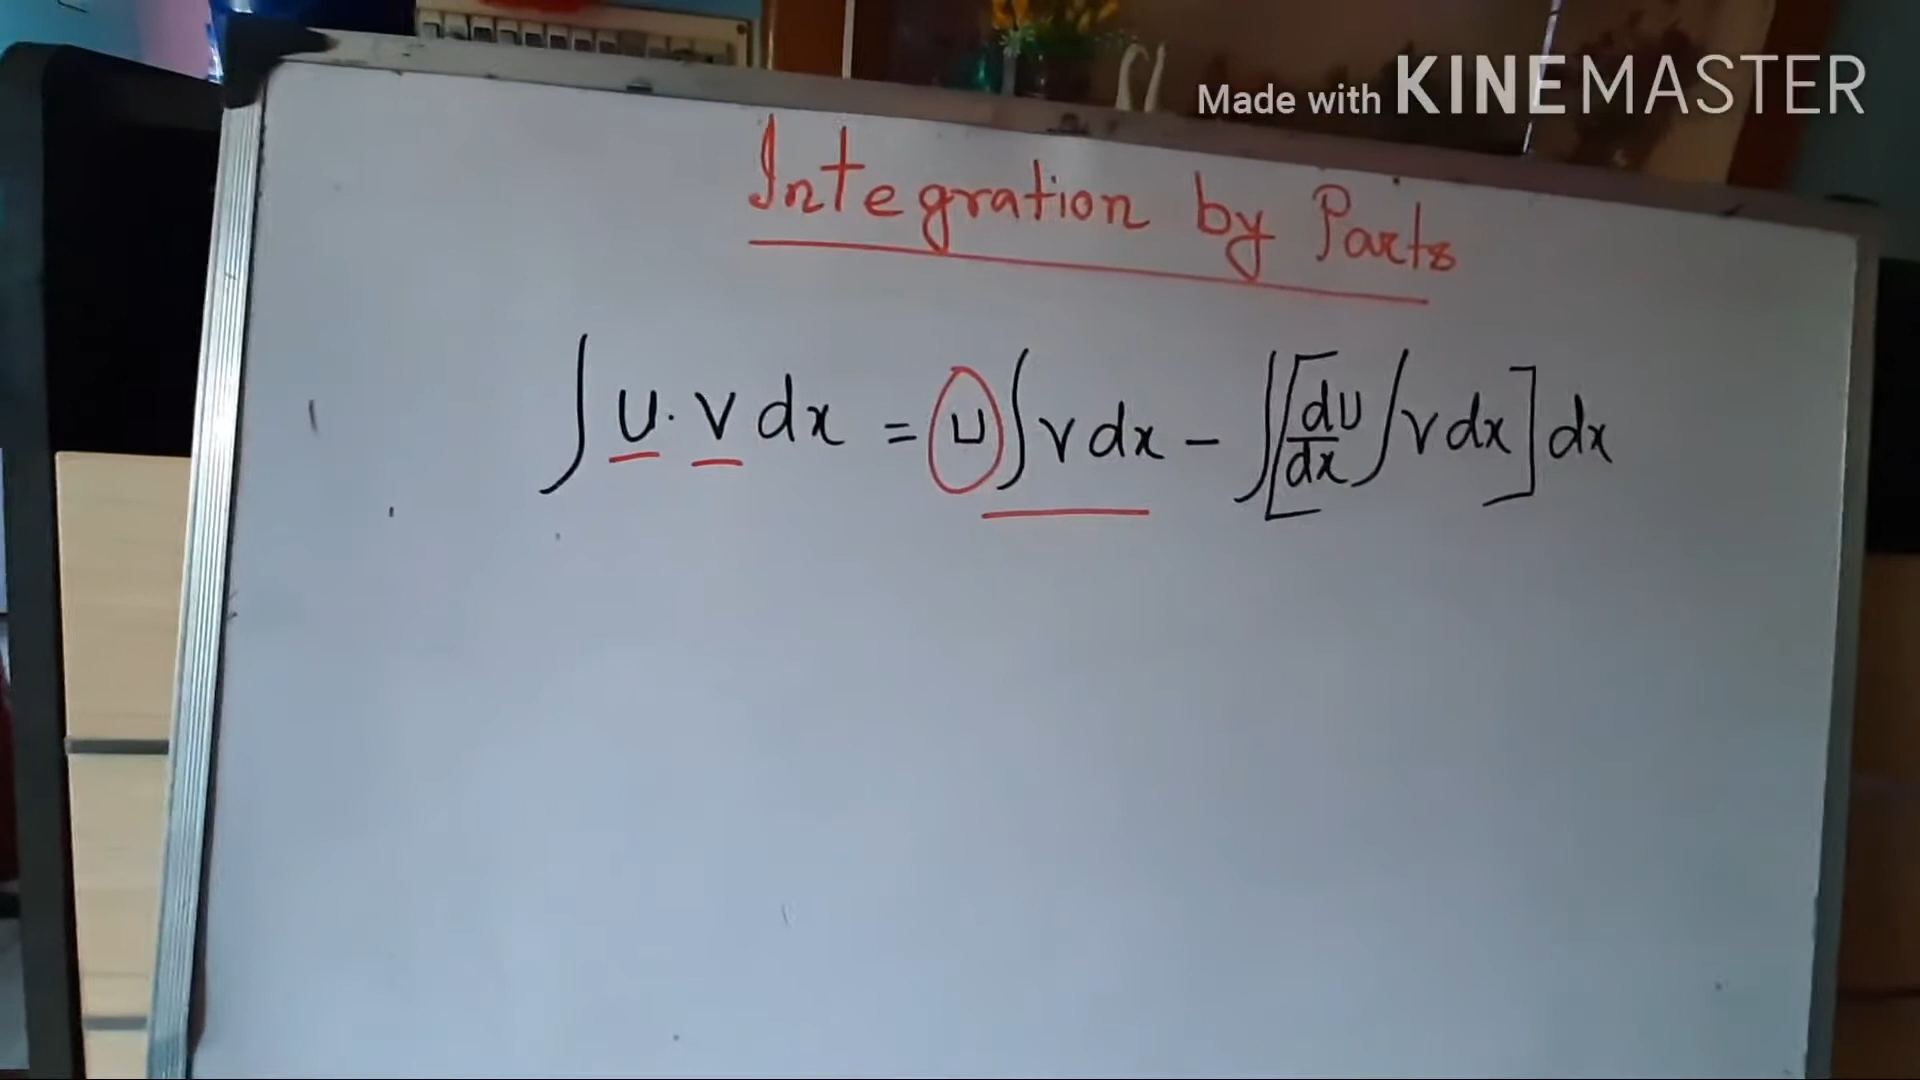 Made with KINEMASTER
Integration by Parts
∫ U . V dx = U ∫ V dx - ∫ [ dU/dx ∫ V dx ] dx